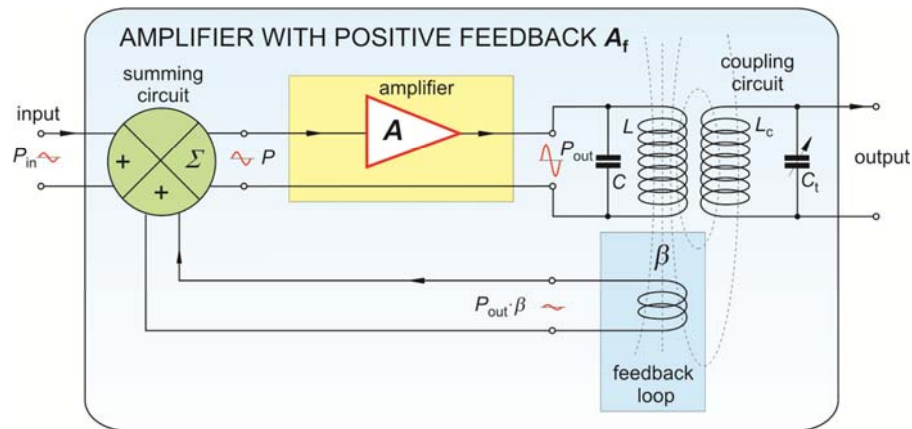 AMPLIFIER WITH POSITIVE FEEDBACK Af
summing
circuit
coupling
circuit
amplifier
input
Pin
+
Σ
+
P
A
Pout
C
L
Lc
Ct
output
β
Pout·β
feedback
loop